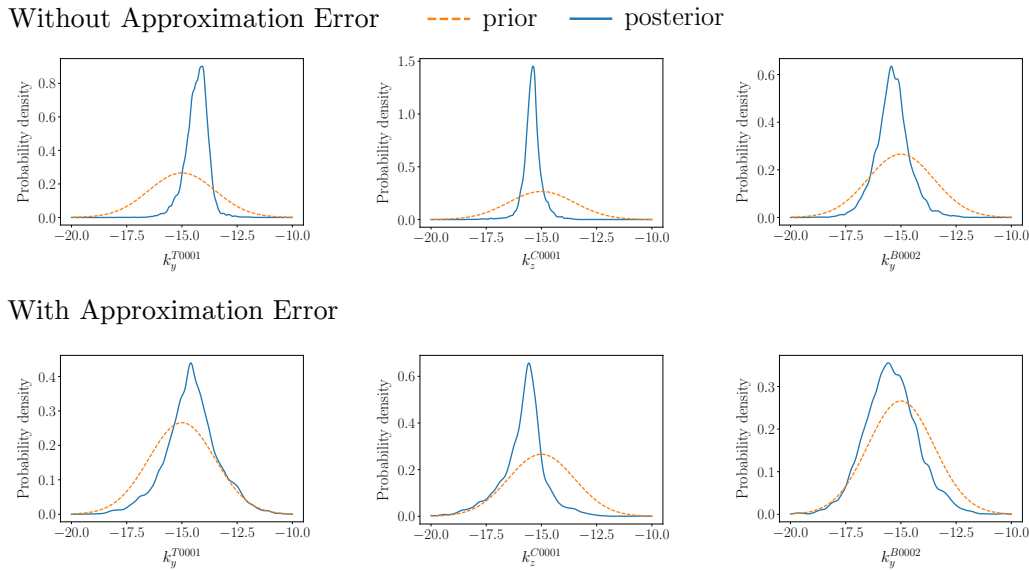 Without Approximation Error
prior
posterior
Probability density
0.0
0.2
0.4
0.6
0.8
−20.0 −17.5 −15.0 −12.5 −10.0
k_y^{T0001}
Probability density
0.0
0.5
1.0
1.5
−20.0 −17.5 −15.0 −12.5 −10.0
k_z^{C0001}
Probability density
0.0
0.2
0.4
0.6
−20.0 −17.5 −15.0 −12.5 −10.0
k_y^{B0002}
With Approximation Error
Probability density
0.0
0.1
0.2
0.3
0.4
−20.0 −17.5 −15.0 −12.5 −10.0
k_y^{T0001}
Probability density
0.0
0.2
0.4
0.6
−20.0 −17.5 −15.0 −12.5 −10.0
k_z^{C0001}
Probability density
0.0
0.1
0.2
0.3
−20.0 −17.5 −15.0 −12.5 −10.0
k_y^{B0002}